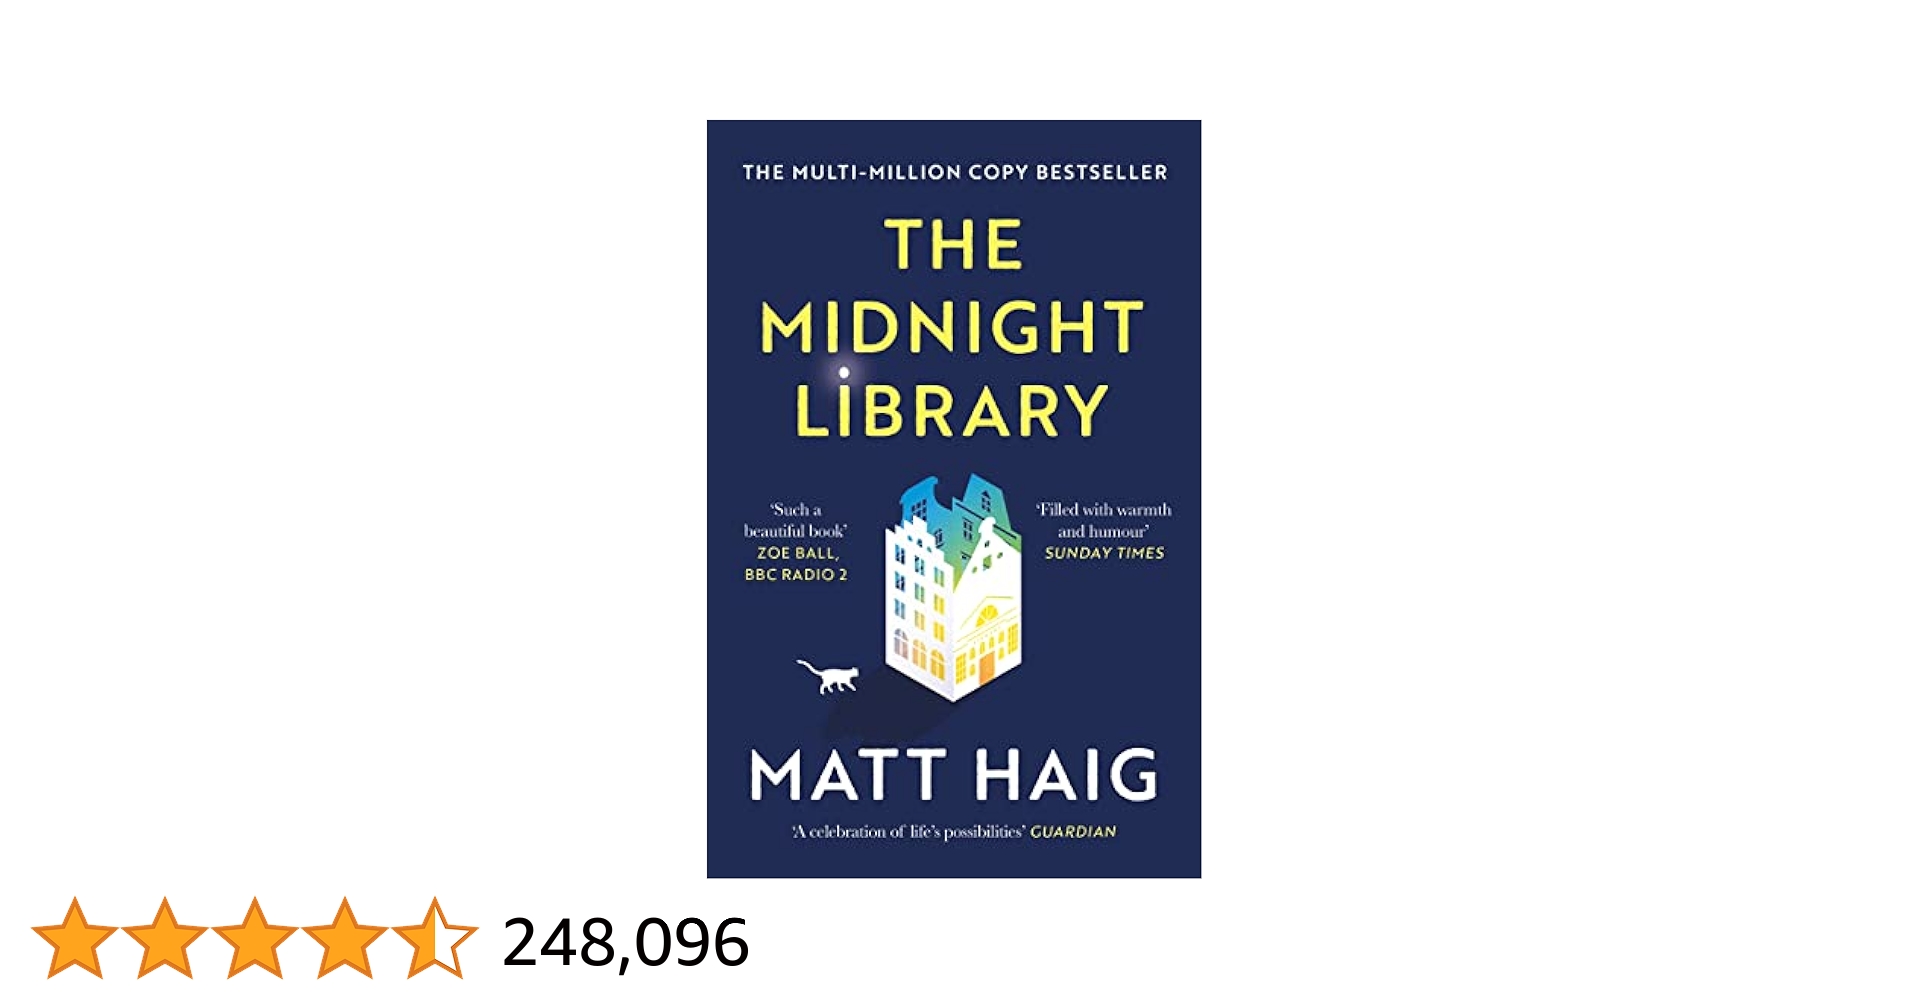 THE MULTI-MILLION COPY BESTSELLER
THE
MIDNIGHT
LiBRARY
‘Such a
beautiful book’
ZOE BALL,
BBC RADIO 2
‘Filled with warmth
and humour’
SUNDAY TIMES
MATT HAIG
‘A celebration of life’s possibilities’ GUARDIAN
248,096